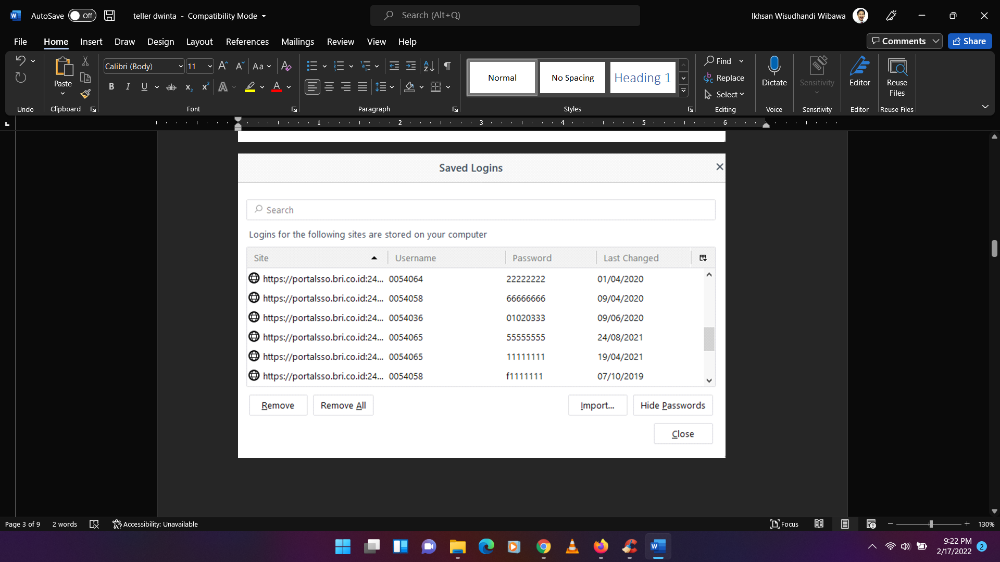 AutoSave Off teller dwinta - Compatibility Mode Search (Alt+Q) Ikhsan Wisudhandi Wibawa
File Home Insert Draw Design Layout References Mailings Review View Help Comments Share
Calibri (Body) 11 Aa
Paste
Normal
No Spacing
Heading 1
Find
Replace
Select
Dictate
Sensitivity
Editor
Reuse Files
Undo Clipboard Font Paragraph Styles Editing Voice Sensitivity Editor Reuse Files
1 2 3 4 5 6
Saved Logins
Search
Logins for the following sites are stored on your computer
Site Username Password Last Changed
https://portalsso.bri.co.id:24... 0054064 22222222 01/04/2020
https://portalsso.bri.co.id:24... 0054058 66666666 09/04/2020
https://portalsso.bri.co.id:24... 0054036 01020333 09/06/2020
https://portalsso.bri.co.id:24... 0054065 55555555 24/08/2021
https://portalsso.bri.co.id:24... 0054065 11111111 19/04/2021
https://portalsso.bri.co.id:24... 0054058 f1111111 07/10/2019
Remove Remove All Import... Hide Passwords
Close
Page 3 of 9 2 words Accessibility: Unavailable Focus 130%
9:22 PM
2/17/2022 2